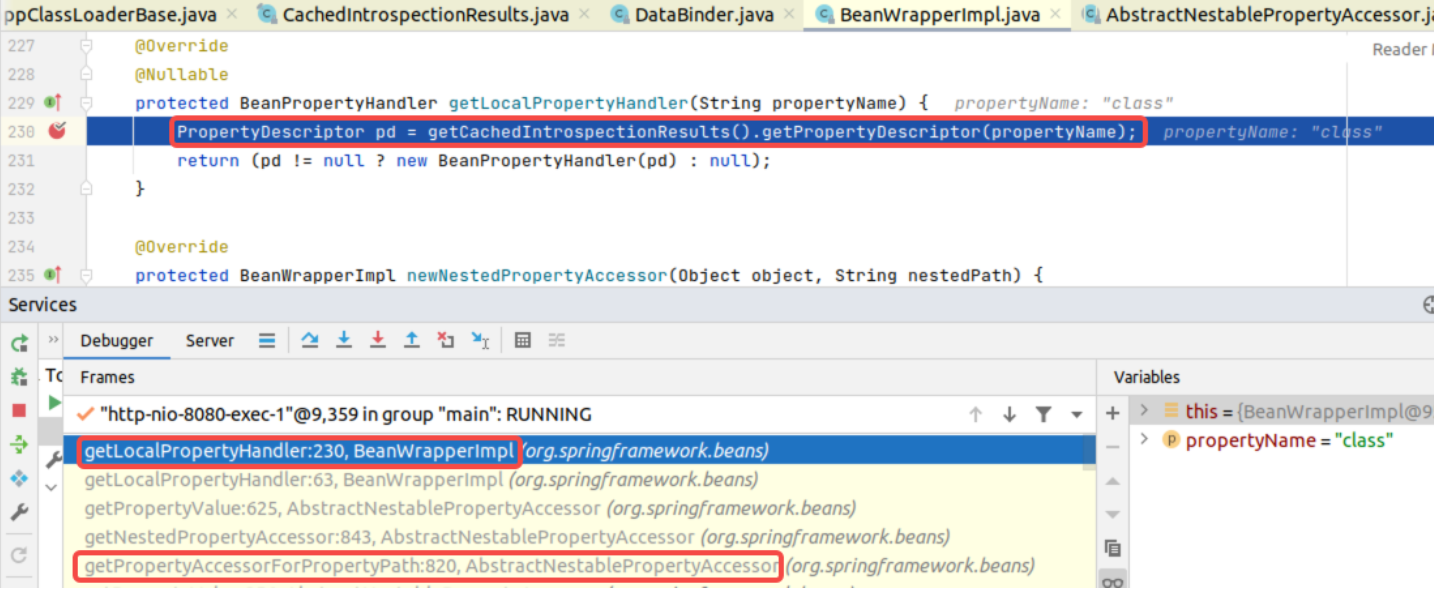 ppClassLoaderBase.java × CachedIntrospectionResults.java × DataBinder.java × BeanWrapperImpl.java × AbstractNestablePropertyAccessor.j
227 @Override
Reader
228 @Nullable
229 protected BeanPropertyHandler getLocalPropertyHandler(String propertyName) { propertyName: "class"
230 PropertyDescriptor pd = getCachedIntrospectionResults().getPropertyDescriptor(propertyName); propertyName: "class"
231 return (pd != null ? new BeanPropertyHandler(pd) : null);
232 }
233
234 @Override
235 protected BeanWrapperImpl newNestedPropertyAccessor(Object object, String nestedPath) {
Services
Debugger Server
Frames Variables
"http-nio-8080-exec-1"@9,359 in group "main": RUNNING
this = {BeanWrapperImpl@9
getLocalPropertyHandler:230, BeanWrapperImpl (org.springframework.beans)
propertyName = "class"
getLocalPropertyHandler:63, BeanWrapperImpl (org.springframework.beans)
getPropertyValue:625, AbstractNestablePropertyAccessor (org.springframework.beans)
getNestedPropertyAccessor:843, AbstractNestablePropertyAccessor (org.springframework.beans)
getPropertyAccessorForPropertyPath:820, AbstractNestablePropertyAccessor (org.springframework.beans)